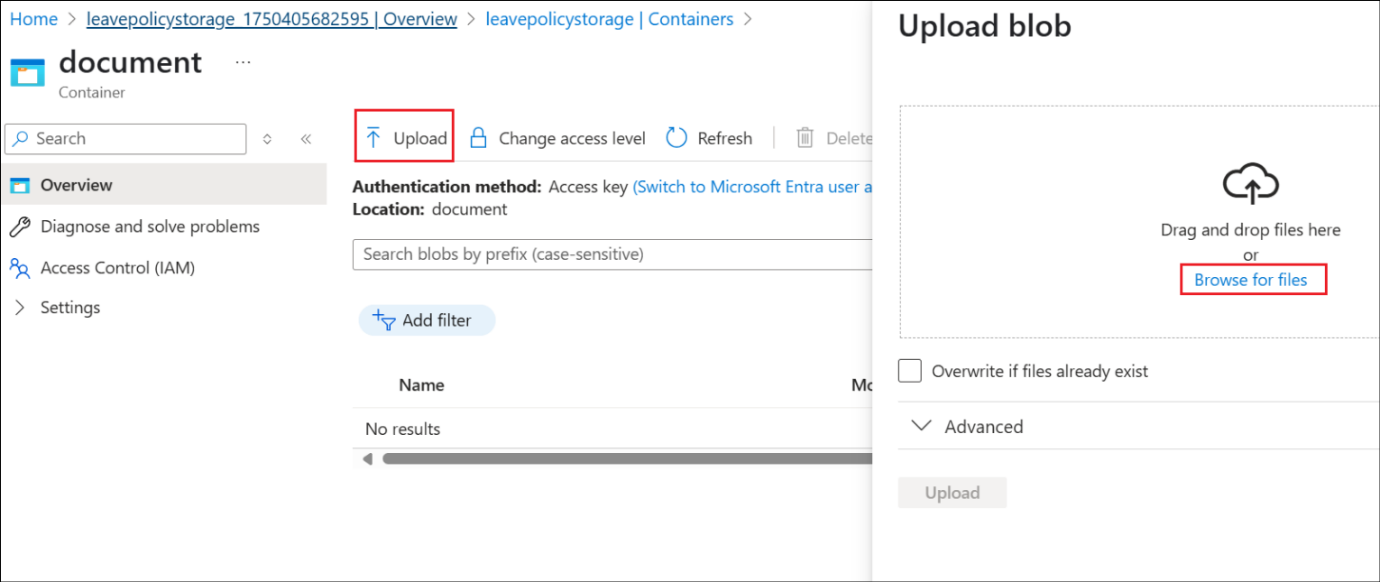 Home > leavepolicystorage_1750405682595 | Overview > leavepolicystorage | Containers >
document ...
Container
Search
Overview
Diagnose and solve problems
Access Control (IAM)
Settings
Upload Change access level Refresh Delete
Authentication method: Access key (Switch to Microsoft Entra user a
Location: document
Search blobs by prefix (case-sensitive)
Add filter
Name Mo
No results
Upload blob
Drag and drop files here
or
Browse for files
Overwrite if files already exist
Advanced
Upload